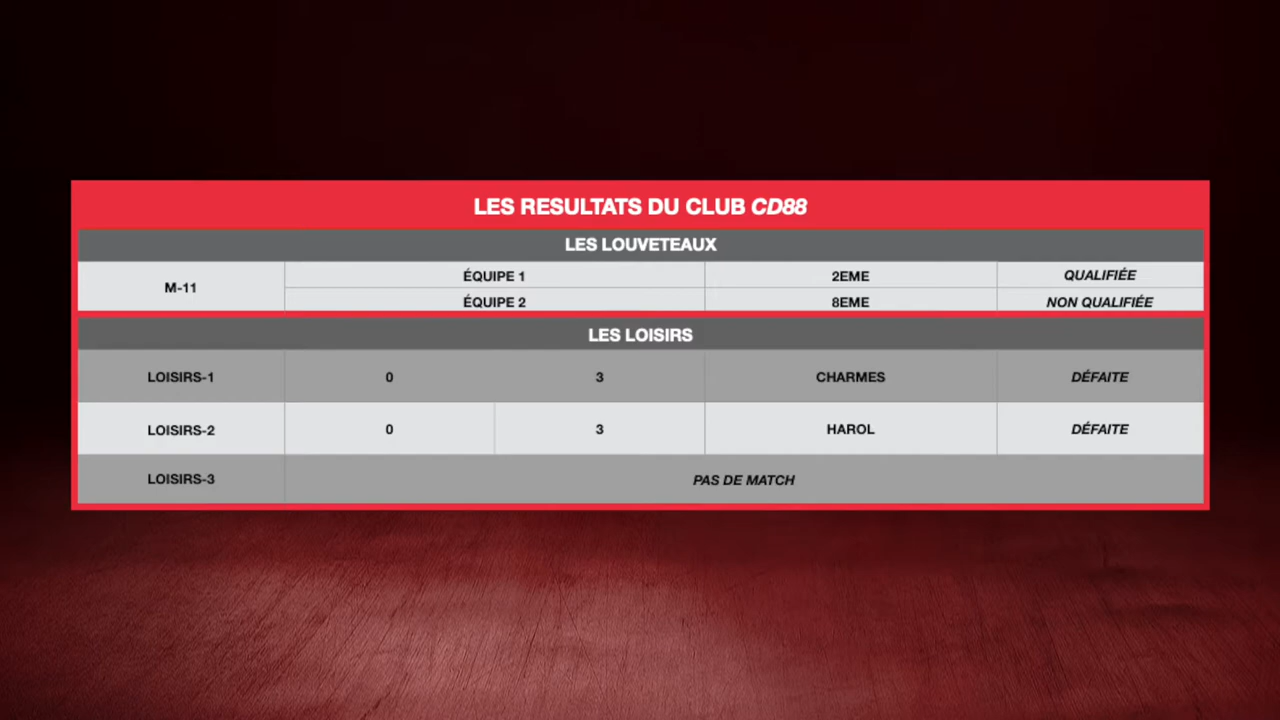 LES RESULTATS DU CLUB CD88
LES LOUVETEAUX
M-11
ÉQUIPE 1 2EME QUALIFIÉE
ÉQUIPE 2 8EME NON QUALIFIÉE
LES LOISIRS
LOISIRS-1 0 3 CHARMES DÉFAITE
LOISIRS-2 0 3 HAROL DÉFAITE
LOISIRS-3 PAS DE MATCH